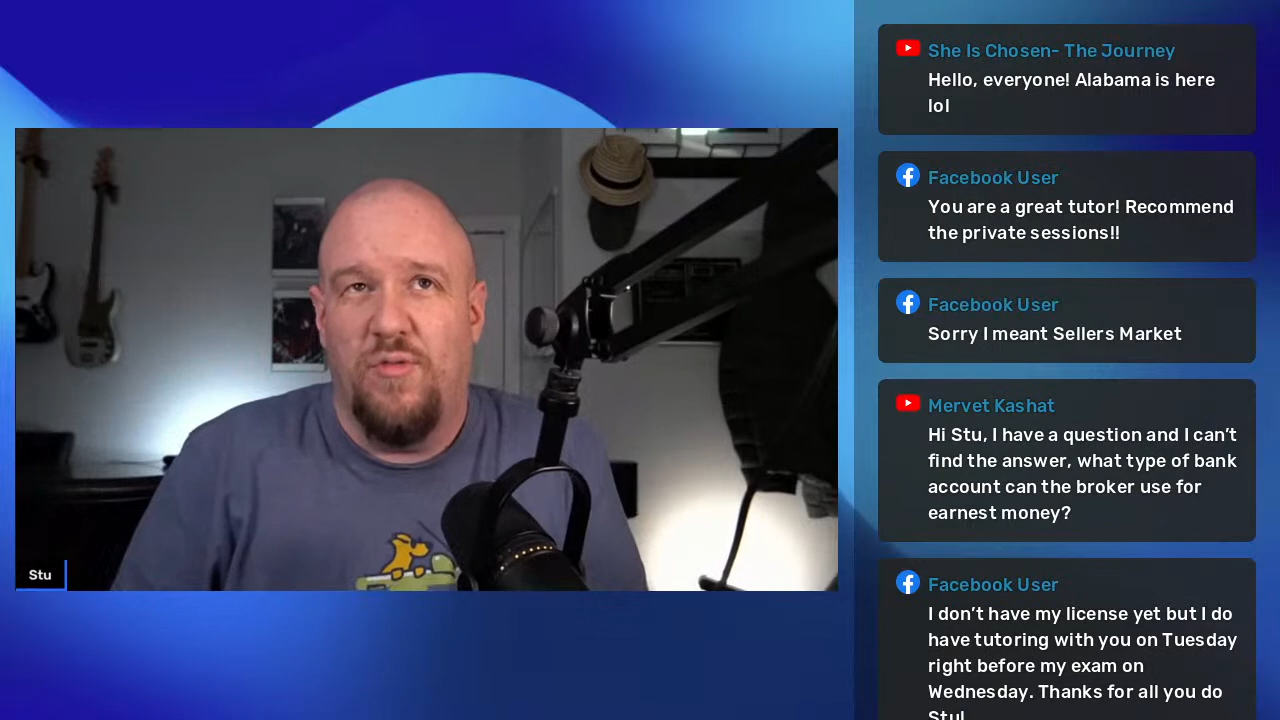 She Is Chosen- The Journey
Hello, everyone! Alabama is here
lol
Facebook User
You are a great tutor! Recommend
the private sessions!!
Facebook User
Sorry I meant Sellers Market
Mervet Kashat
Hi Stu, I have a question and I can’t
find the answer, what type of bank
account can the broker use for
earnest money?
Facebook User
I don’t have my license yet but I do
have tutoring with you on Tuesday
right before my exam on
Wednesday. Thanks for all you do
Stu!
Stu